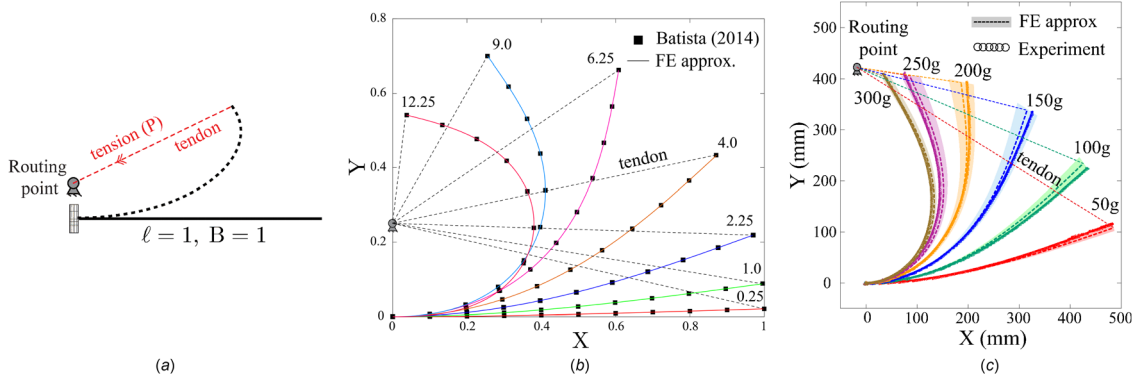 (a)
tension (P)
tendon
Routing
point
ℓ = 1, B = 1
(b)
0.8
0.6
0.4
0.2
0
0
0.2
0.4
0.6
0.8
1
Y
X
Batista (2014)
FE approx.
9.0
6.25
12.25
4.0
tendon
2.25
1.0
0.25
(c)
500
400
300
200
100
0
0
100
200
300
400
500
Y (mm)
X (mm)
FE approx
Experiment
Routing
point
250g
200g
300g
150g
100g
tendon
50g
(a)
(b)
(c)